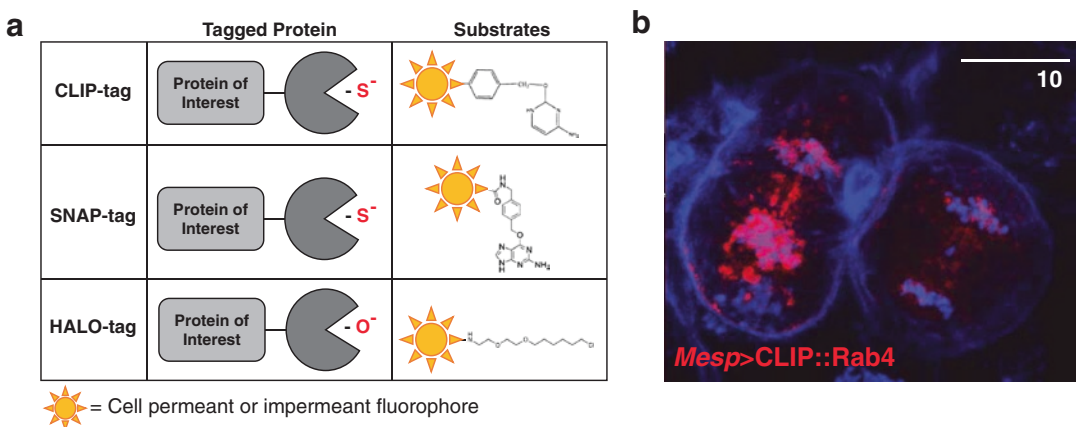 a
Tagged Protein
Substrates
CLIP-tag
Protein of
Interest
- S⁻
SNAP-tag
Protein of
Interest
- S⁻
HALO-tag
Protein of
Interest
- O⁻
= Cell permeant or impermeant fluorophore
b
10
Mesp>CLIP::Rab4